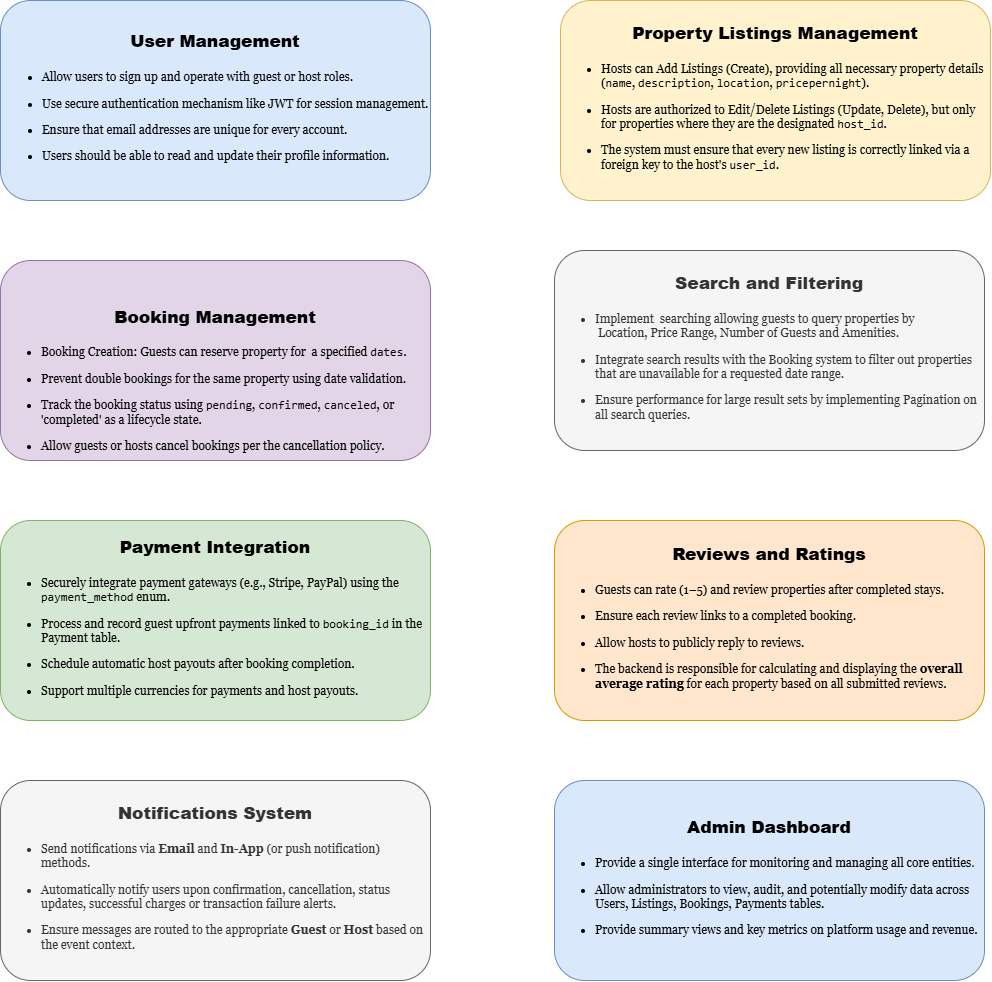 User Management
• Allow users to sign up and operate with guest or host roles.
• Use secure authentication mechanism like JWT for session management.
• Ensure that email addresses are unique for every account.
• Users should be able to read and update their profile information.
Property Listings Management
• Hosts can Add Listings (Create), providing all necessary property details
(name, description, location, pricepernight).
• Hosts are authorized to Edit/Delete Listings (Update, Delete), but only
for properties where they are the designated host_id.
• The system must ensure that every new listing is correctly linked via a
foreign key to the host's user_id.
Booking Management
• Booking Creation: Guests can reserve property for a specified dates.
• Prevent double bookings for the same property using date validation.
• Track the booking status using pending, confirmed, canceled, or
'completed' as a lifecycle state.
• Allow guests or hosts cancel bookings per the cancellation policy.
Search and Filtering
• Implement searching allowing guests to query properties by
Location, Price Range, Number of Guests and Amenities.
• Integrate search results with the Booking system to filter out properties
that are unavailable for a requested date range.
• Ensure performance for large result sets by implementing Pagination on
all search queries.
Payment Integration
• Securely integrate payment gateways (e.g., Stripe, PayPal) using the
payment_method enum.
• Process and record guest upfront payments linked to booking_id in the
Payment table.
• Schedule automatic host payouts after booking completion.
• Support multiple currencies for payments and host payouts.
Reviews and Ratings
• Guests can rate (1–5) and review properties after completed stays.
• Ensure each review links to a completed booking.
• Allow hosts to publicly reply to reviews.
• The backend is responsible for calculating and displaying the overall
average rating for each property based on all submitted reviews.
Notifications System
• Send notifications via Email and In-App (or push notification)
methods.
• Automatically notify users upon confirmation, cancellation, status
updates, successful charges or transaction failure alerts.
• Ensure messages are routed to the appropriate Guest or Host based on
the event context.
Admin Dashboard
• Provide a single interface for monitoring and managing all core entities.
• Allow administrators to view, audit, and potentially modify data across
Users, Listings, Bookings, Payments tables.
• Provide summary views and key metrics on platform usage and revenue.